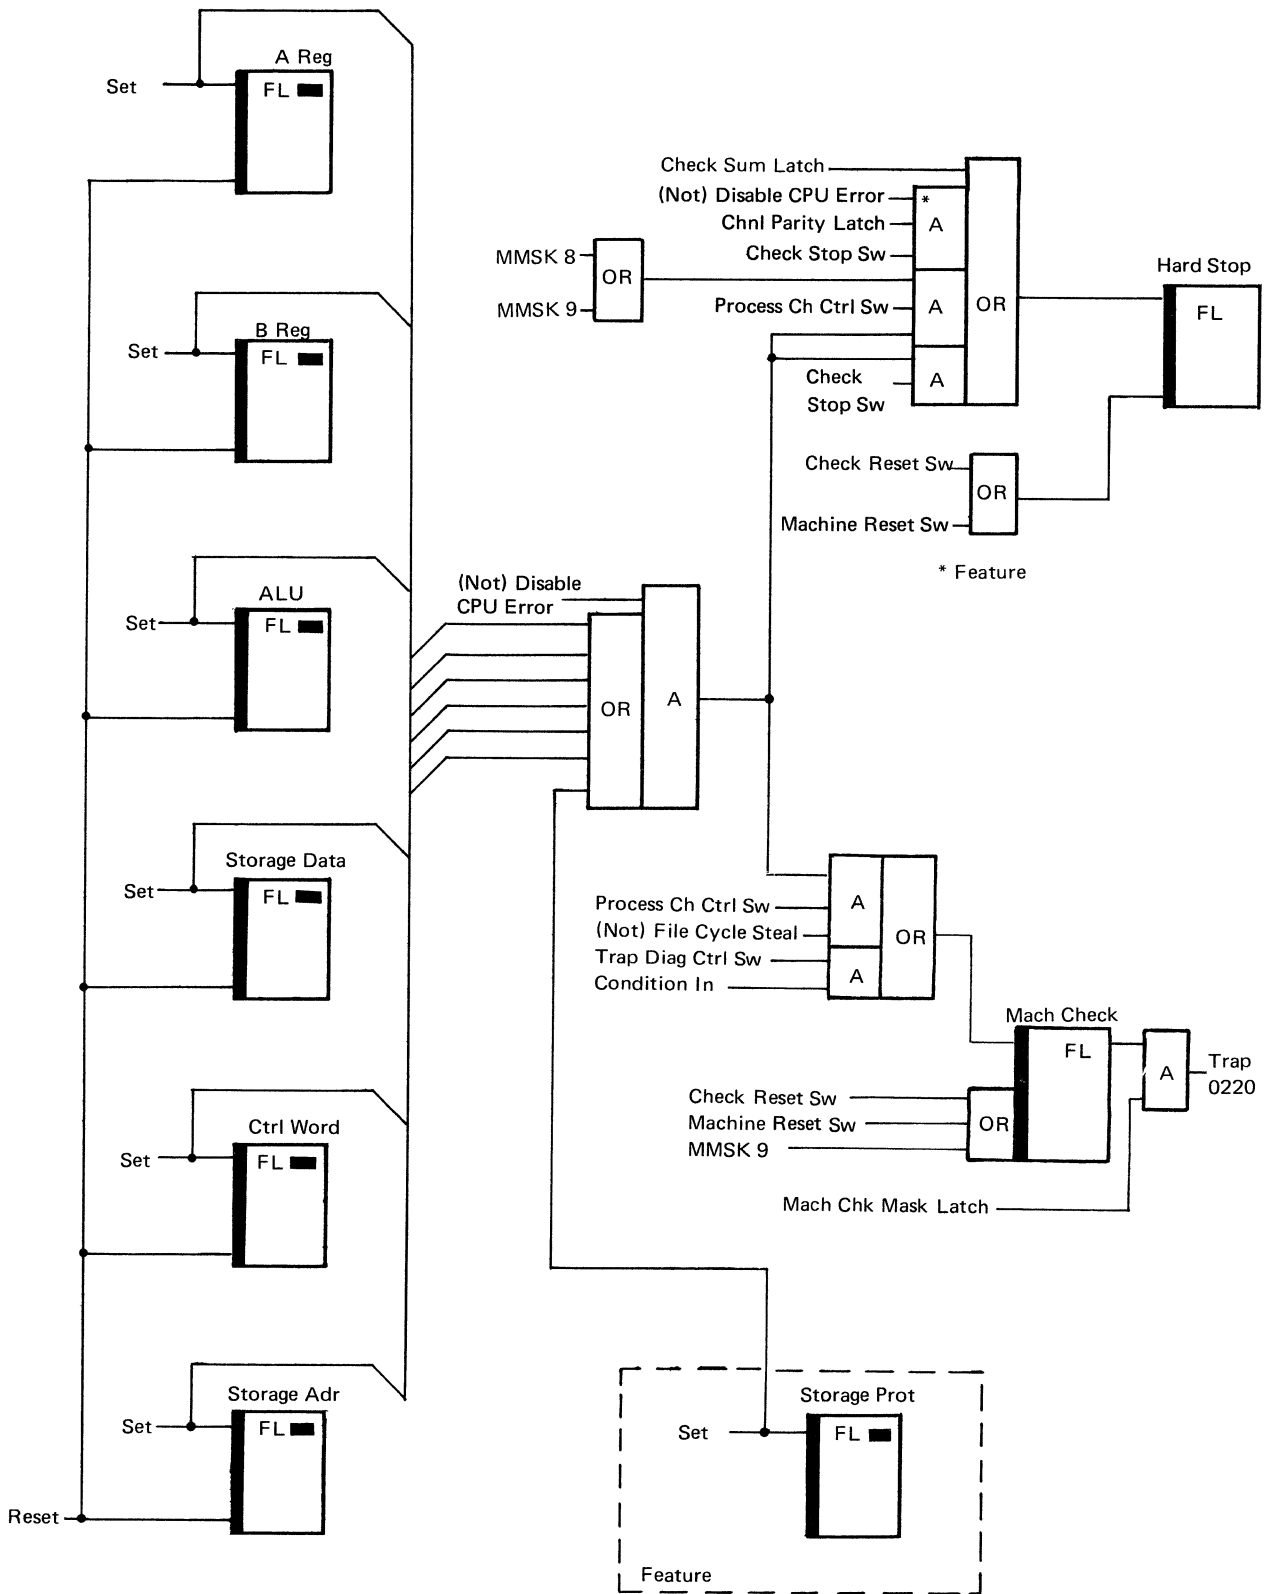 A Reg
Set
FL
B Reg
Set
FL
ALU
Set
FL
Storage Data
Set
FL
Ctrl Word
Set
FL
Storage Adr
Set
FL
Reset
(Not) Disable
CPU Error
OR
A
MMSK 8
OR
MMSK 9
Check Sum Latch
(Not) Disable CPU Error
*
Chnl Parity Latch
A
Check Stop Sw
Process Ch Ctrl Sw
A
OR
Check
Stop Sw
A
Hard Stop
FL
Check Reset Sw
OR
Machine Reset Sw
* Feature
Process Ch Ctrl Sw
A
(Not) File Cycle Steal
OR
Trap Diag Ctrl Sw
A
Condition In
Mach Check
FL
A
Trap
0220
Check Reset Sw
Machine Reset Sw
OR
MMSK 9
Mach Chk Mask Latch
Storage Prot
Set
FL
Feature